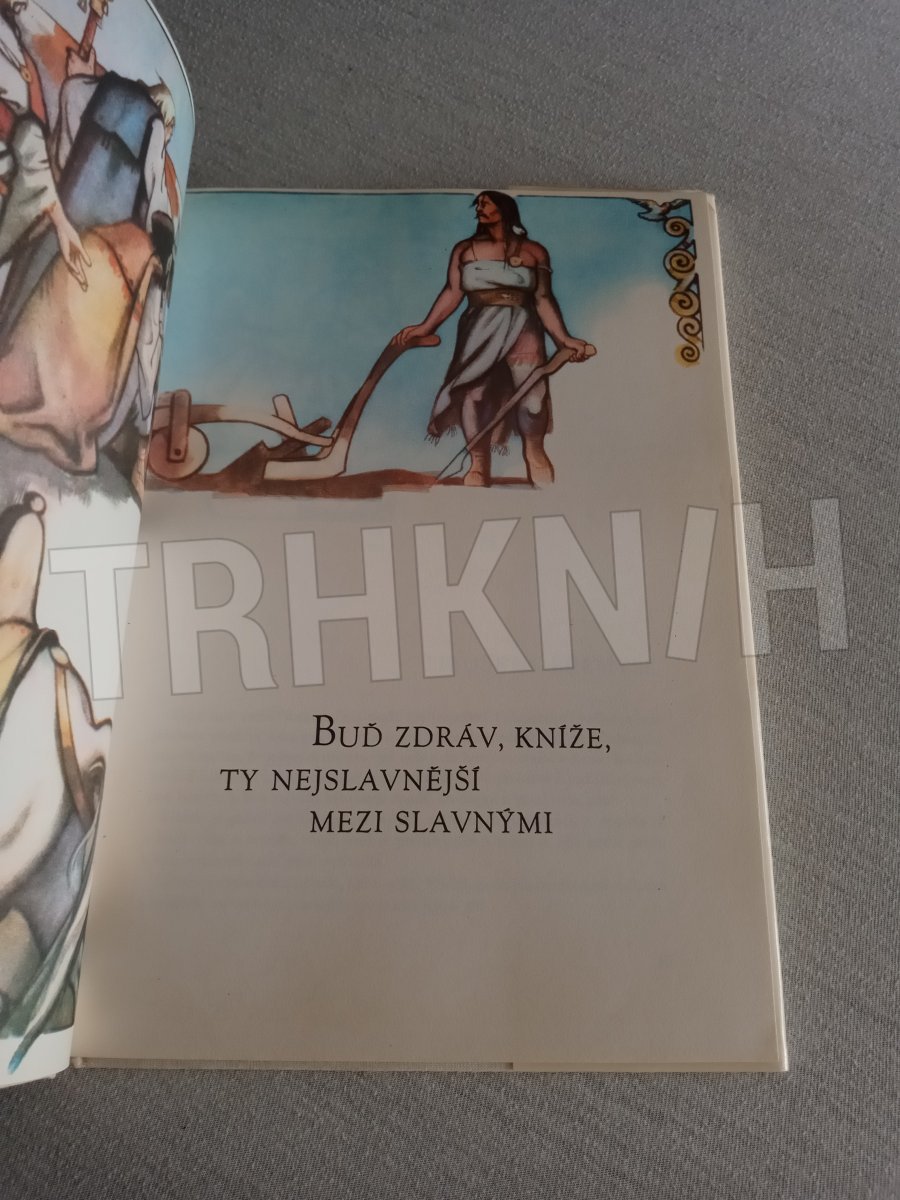 TRHKNIH
BUĎ ZDRÁV, KNÍŽE,
TY NEJSLAVNĚJŠÍ
MEZI SLAVNÝMI